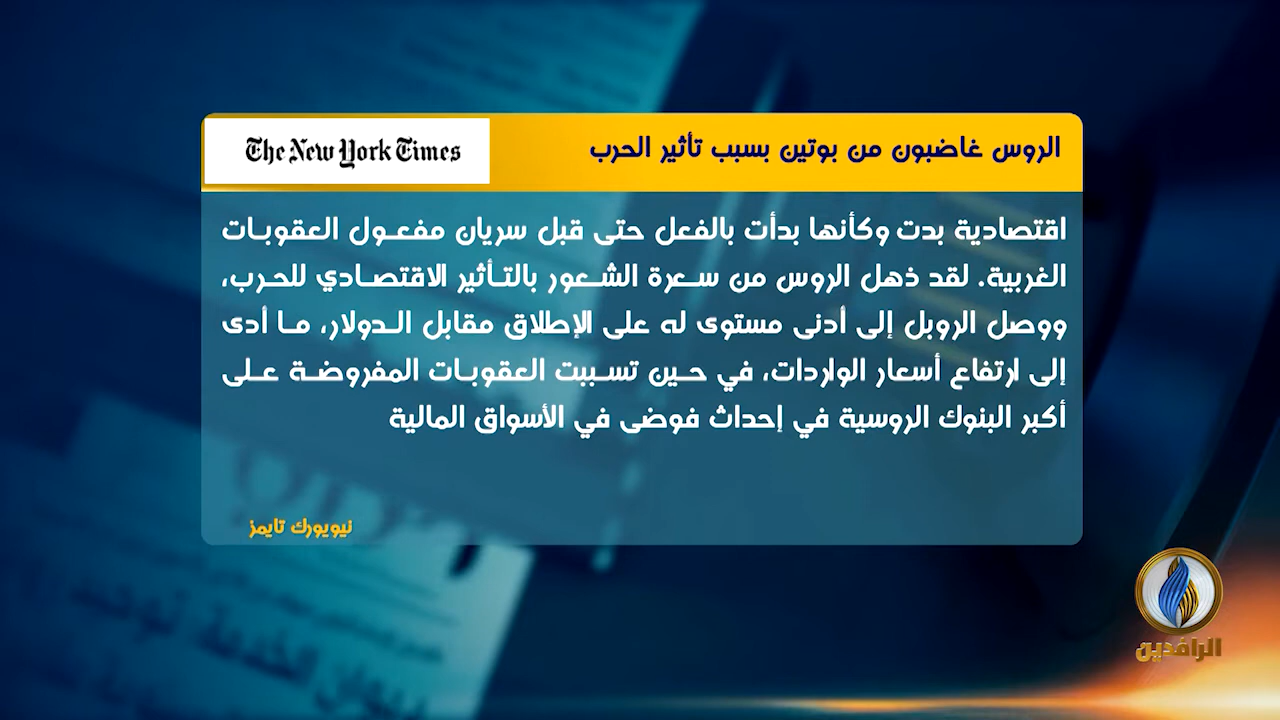 الروس غاضبون من بوتين بسبب تأثير الحرب
The New York Times
اقتصادية بدت وكأنها بدأت بالفعل حتى قبل سريان مفعول العقوبات
الغربية. لقد ذهل الروس من سعرة الشعور بالتأثير الاقتصادي للحرب،
ووصل الروبل إلى أدنى مستوى له على الإطلاق مقابل الدولار، ما أدى
إلى ارتفاع أسعار الواردات، في حين تسببت العقوبات المفروضة على
أكبر البنوك الروسية في إحداث فوضى في الأسواق المالية
نيويورك تايمز
الرافدين